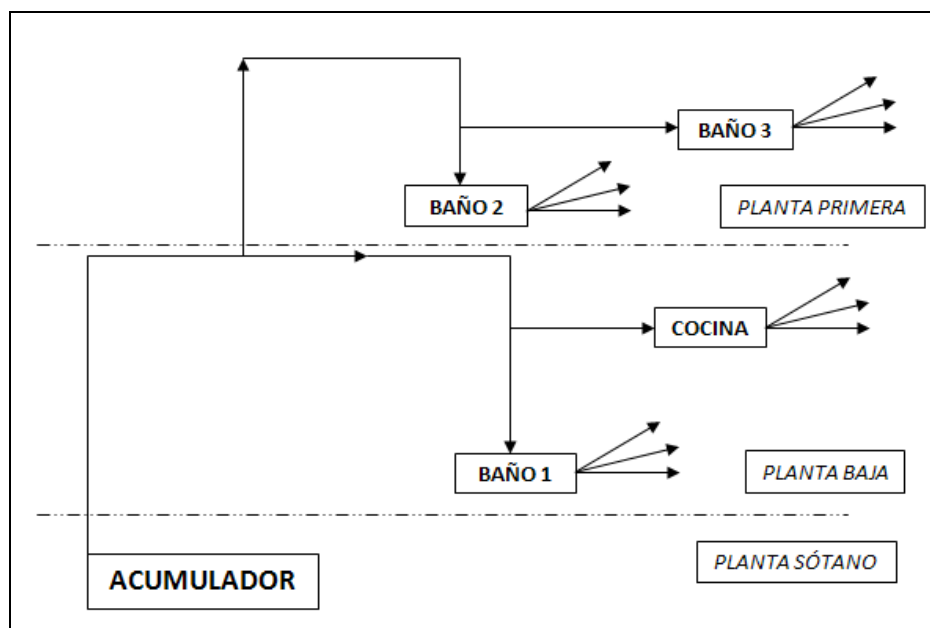 BAÑO 3
BAÑO 2
PLANTA PRIMERA
COCINA
BAÑO 1
PLANTA BAJA
PLANTA SÓTANO
ACUMULADOR